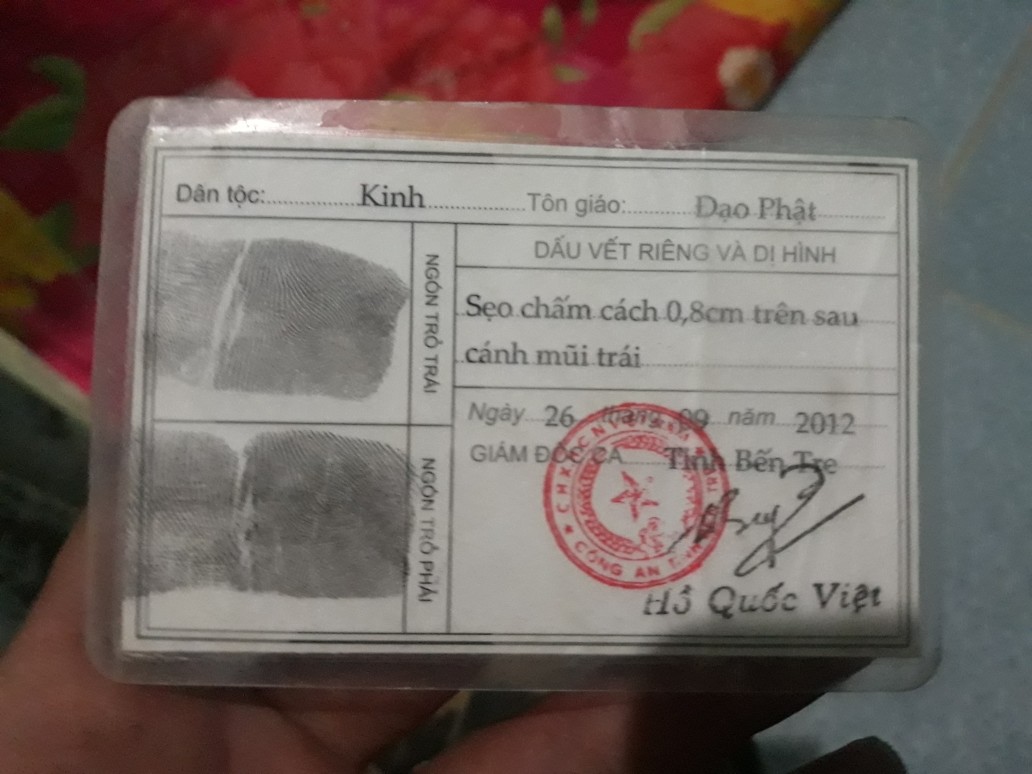 Dân tộc: Kinh Tôn giáo: Đạo Phật
NGÓN TRỎ TRÁI
NGÓN TRỎ PHẢI
DẤU VẾT RIÊNG VÀ DỊ HÌNH
Sẹo chấm cách 0,8cm trên sau
cánh mũi trái
Ngày 26 tháng 09 năm 2012
GIÁM ĐỐC CA Tỉnh Bến Tre
CÔNG AN
Hồ Quốc Việt